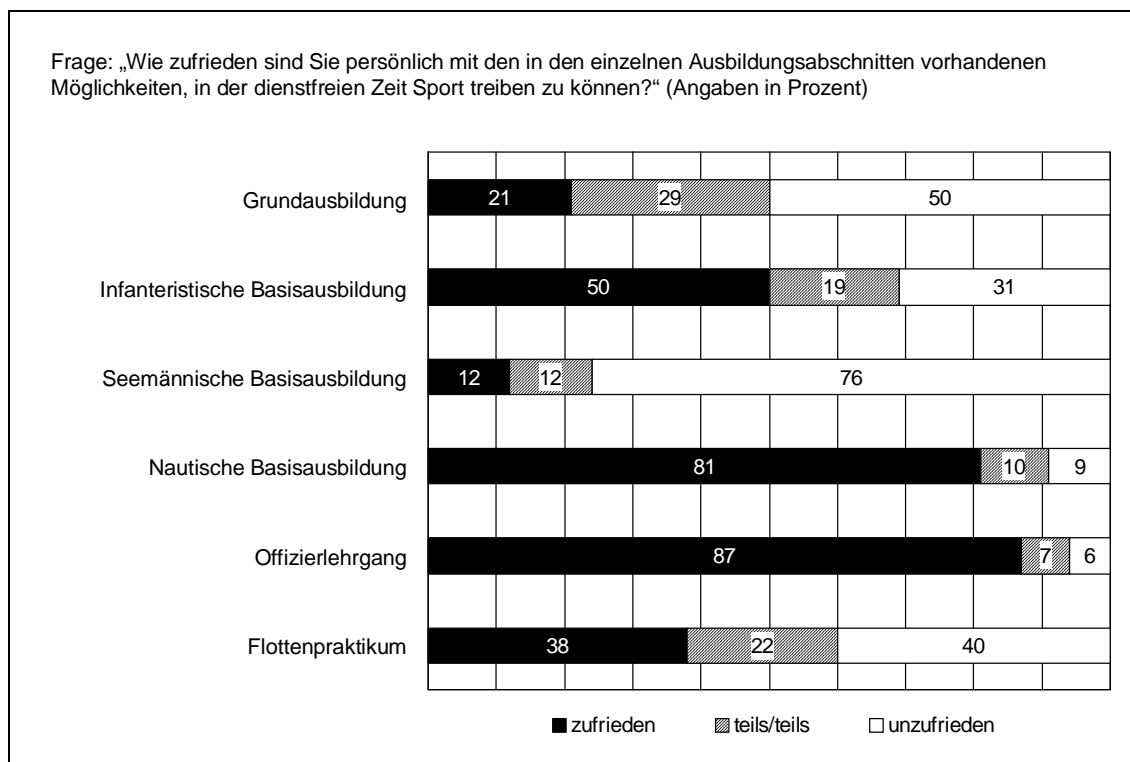 Frage: „Wie zufrieden sind Sie persönlich mit den in den einzelnen Ausbildungsabschnitten vorhandenen
Möglichkeiten, in der dienstfreien Zeit Sport treiben zu können?“ (Angaben in Prozent)
Grundausbildung 21 29 50
Infanteristische Basisausbildung 50 19 31
Seemännische Basisausbildung 12 12 76
Nautische Basisausbildung 81 10 9
Offizierlehrgang 87 7 6
Flottenpraktikum 38 22 40
zufrieden teils/teils unzufrieden